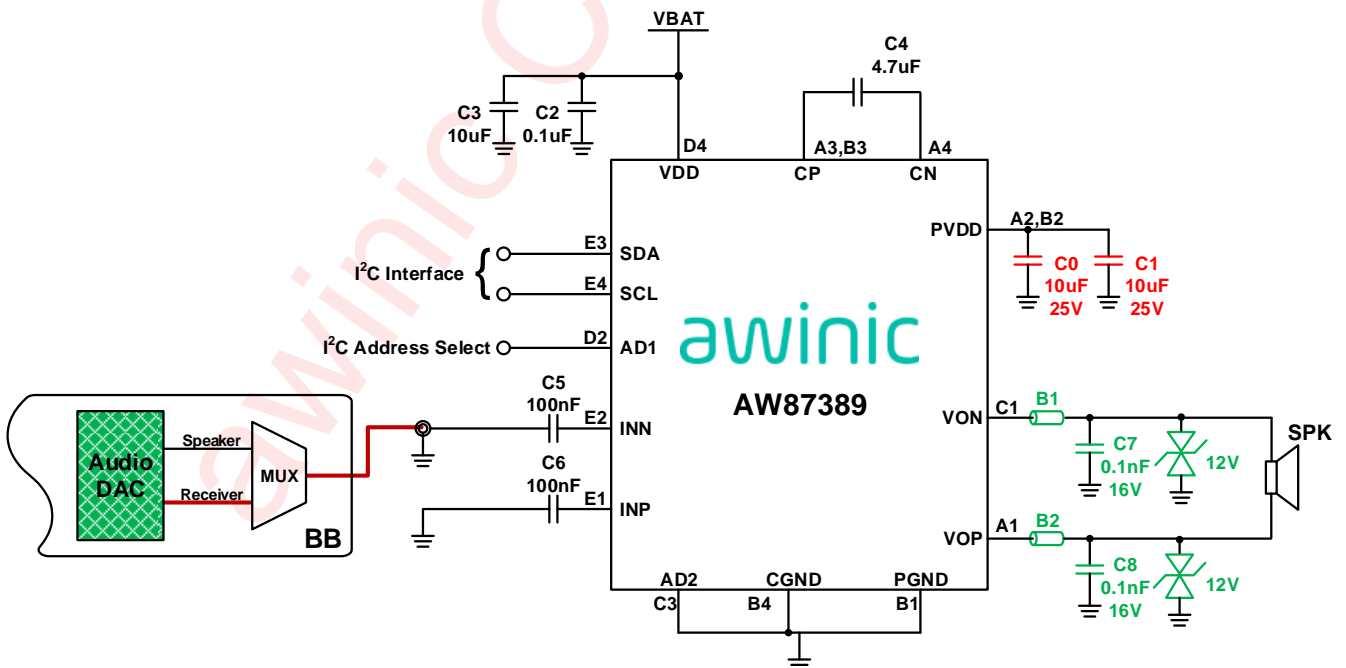 VBAT
C4
4.7uF
C3
10uF
C2
0.1uF
D4
A3,B3
A4
VDD
CP
CN
PVDD
A2,B2
C0
10uF
25V
C1
10uF
25V
I²C Interface
{
E3
SDA
E4
SCL
I²C Address Select
D2
AD1
awinic
AW87389
C5
100nF
E2
INN
C6
100nF
E1
INP
Speaker
Audio
DAC
Receiver
MUX
BB
VON
C1
B1
C7
0.1nF
16V
12V
SPK
VOP
A1
B2
C8
0.1nF
16V
12V
AD2
CGND
PGND
C3
B4
B1
awinic C